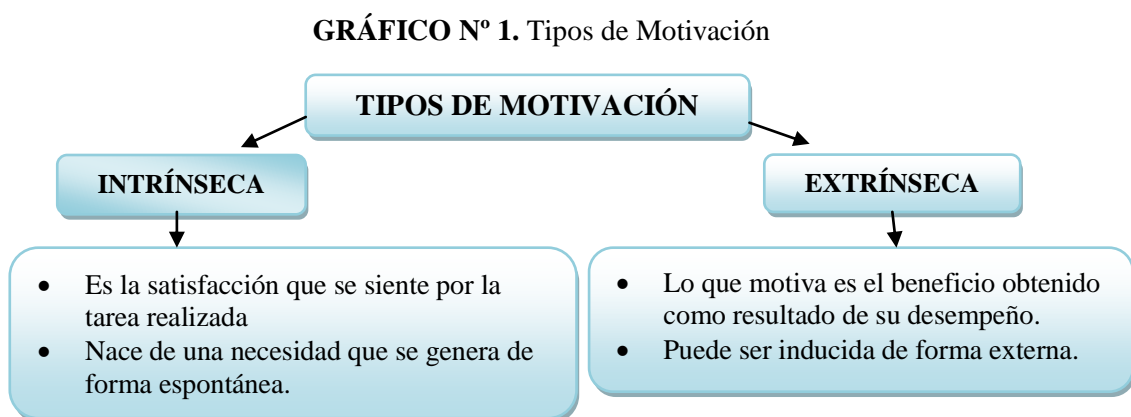 GRÁFICO Nº 1. Tipos de Motivación
TIPOS DE MOTIVACIÓN
INTRÍNSECA
EXTRÍNSECA
• Es la satisfacción que se siente por la
tarea realizada
• Nace de una necesidad que se genera de
forma espontánea.
• Lo que motiva es el beneficio obtenido
como resultado de su desempeño.
• Puede ser inducida de forma externa.